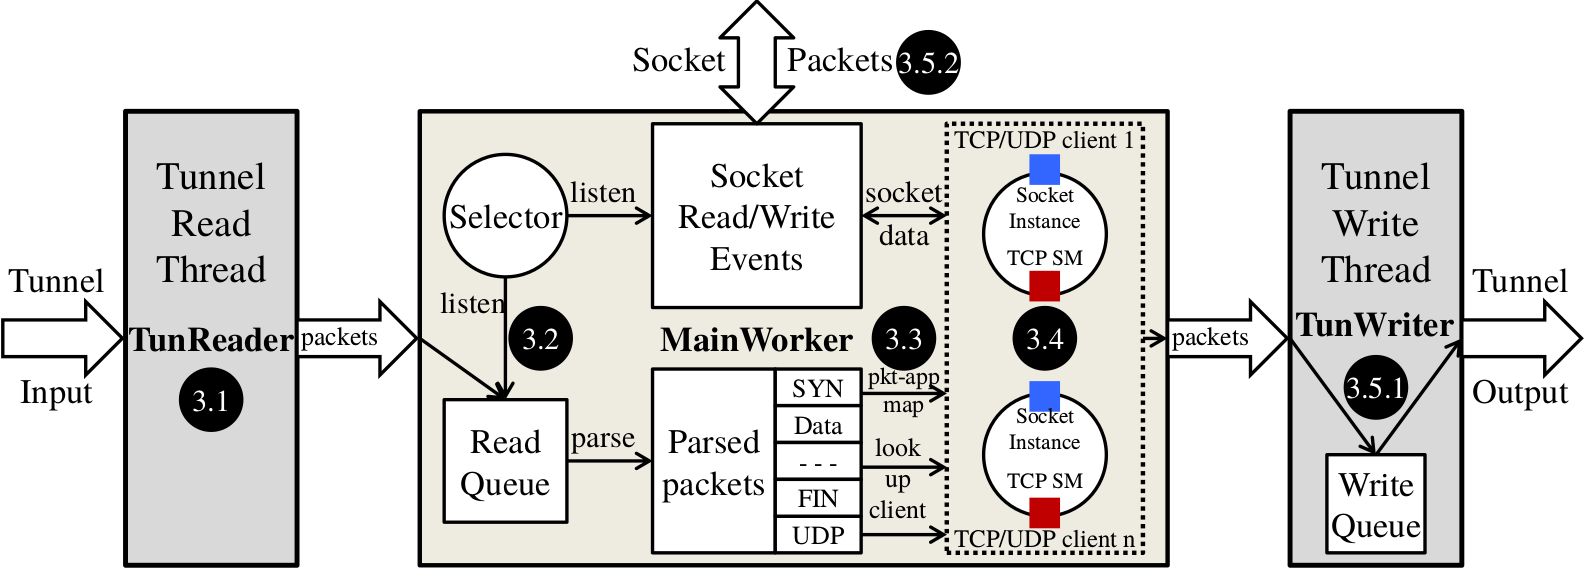 Socket
Packets
3.5.2
Tunnel
Input
Tunnel
Read
Thread
TunReader
3.1
packets
Selector
listen
listen
3.2
Read
Queue
parse
Socket
Read/Write
Events
MainWorker
Parsed
packets
SYN
Data
- - -
FIN
UDP
socket
data
3.3
pkt-app
map
look
up
client
TCP/UDP client 1
Socket
Instance
TCP SM
3.4
Socket
Instance
TCP SM
TCP/UDP client n
packets
Tunnel
Write
Thread
TunWriter
3.5.1
Write
Queue
Tunnel
Output